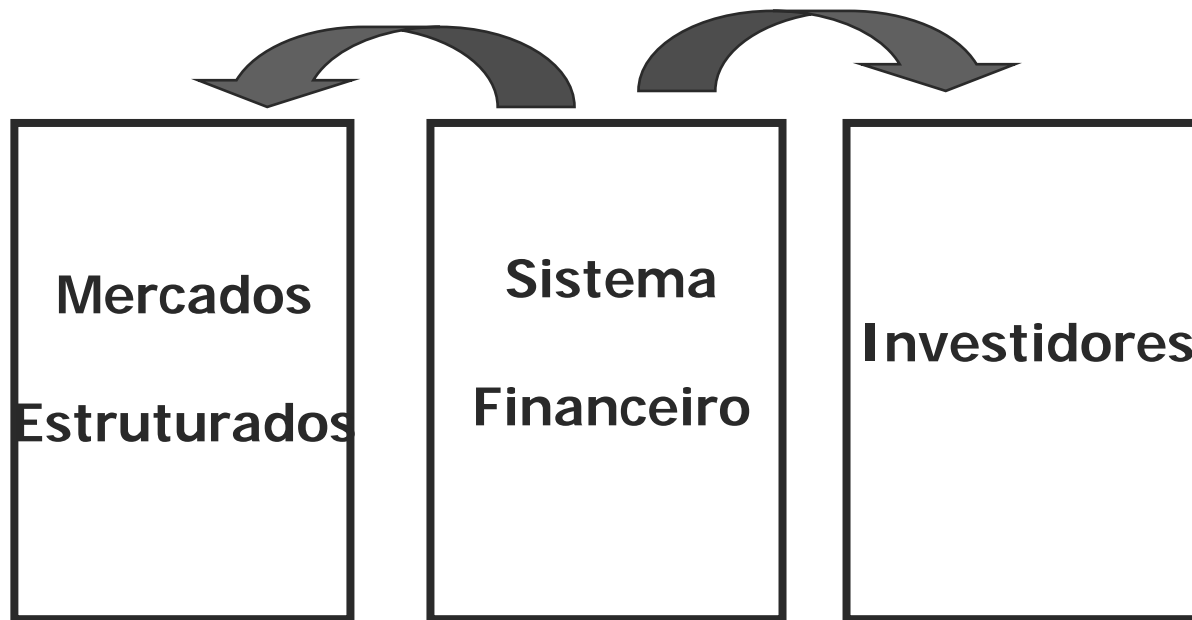 Mercados
Estruturados
Sistema
Financeiro
Investidores